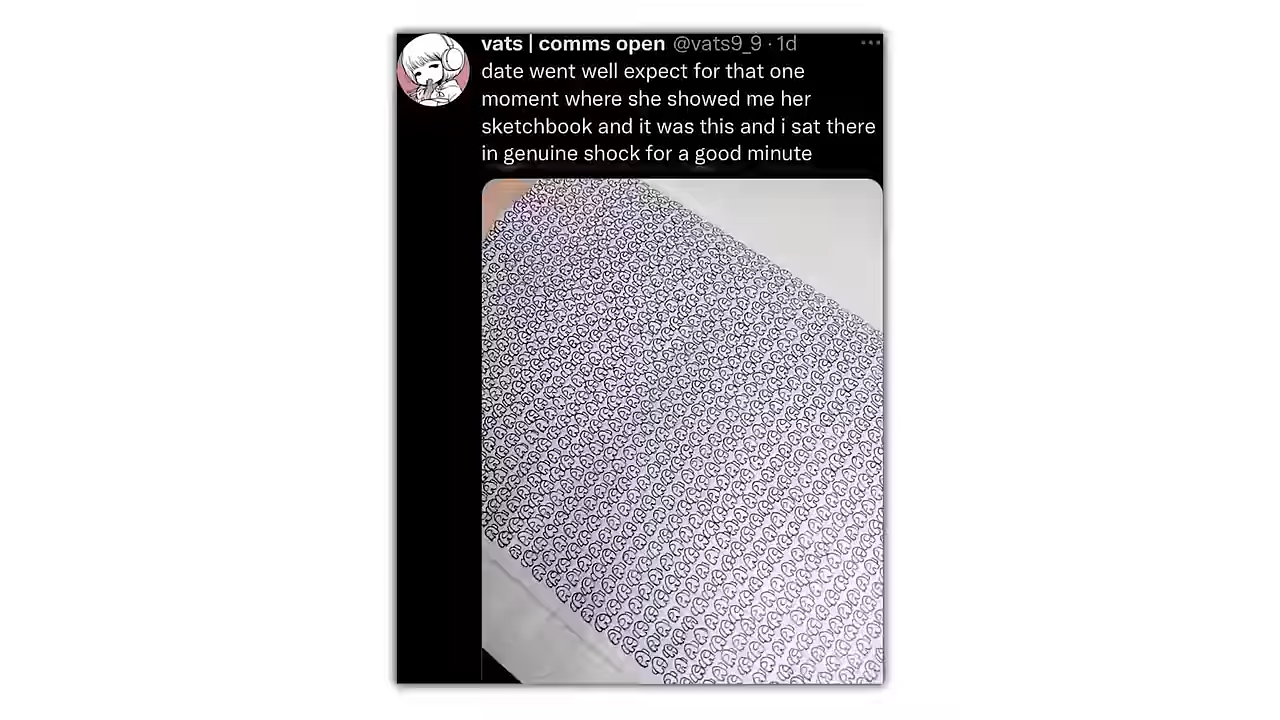 vats | comms open @vats9_9 · 1d
date went well expect for that one
moment where she showed me her
sketchbook and it was this and i sat there
in genuine shock for a good minute